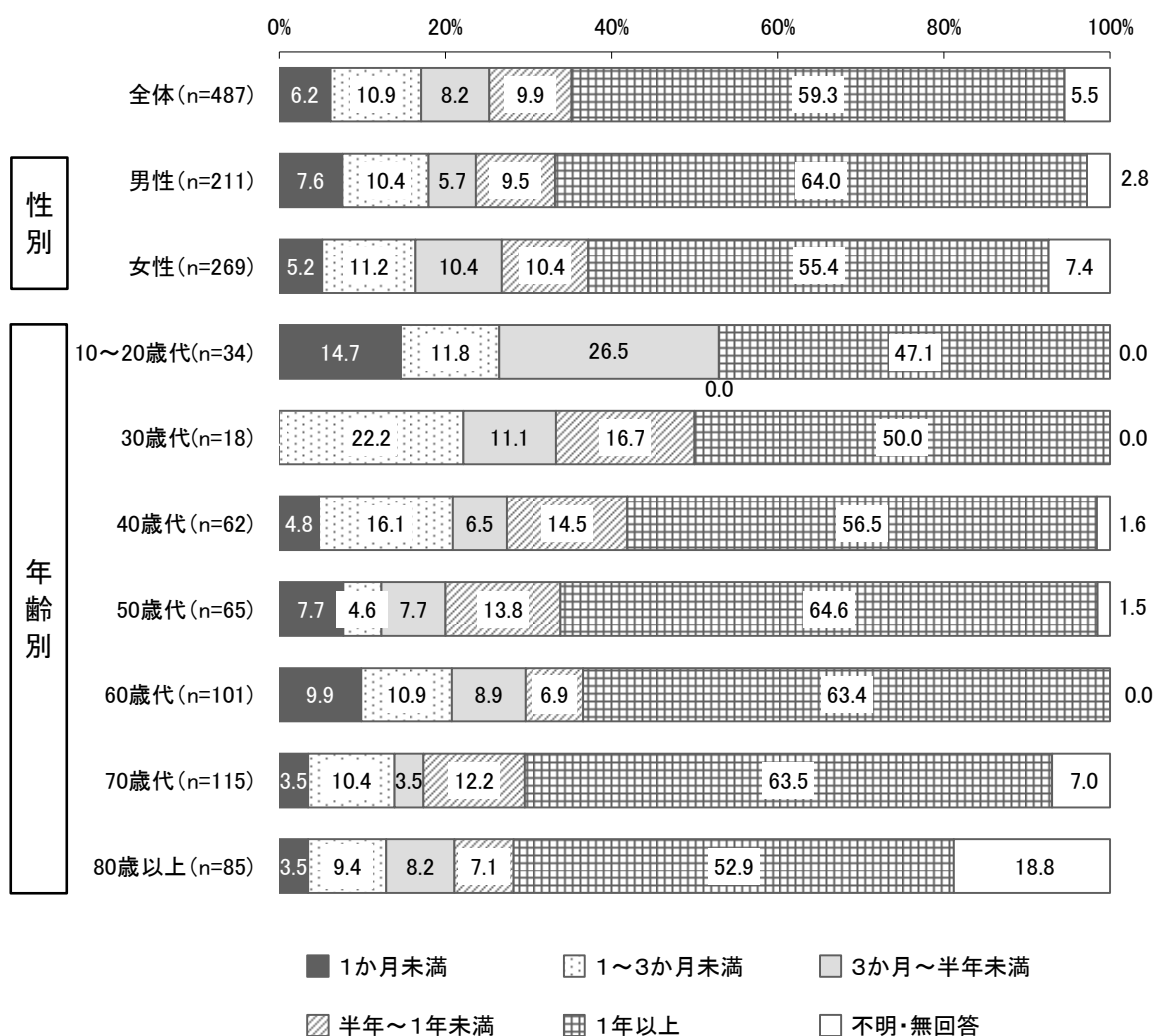 0% 20% 40% 60% 80% 100%
全体(n=487) 6.2 10.9 8.2 9.9 59.3 5.5
性別
男性(n=211) 7.6 10.4 5.7 9.5 64.0 2.8
女性(n=269) 5.2 11.2 10.4 10.4 55.4 7.4
年齢別
10～20歳代(n=34) 14.7 11.8 26.5 47.1 0.0
0.0
30歳代(n=18) 22.2 11.1 16.7 50.0 0.0
40歳代(n=62) 4.8 16.1 6.5 14.5 56.5 1.6
50歳代(n=65) 7.7 4.6 7.7 13.8 64.6 1.5
60歳代(n=101) 9.9 10.9 8.9 6.9 63.4 0.0
70歳代(n=115) 3.5 10.4 3.5 12.2 63.5 7.0
80歳以上(n=85) 3.5 9.4 8.2 7.1 52.9 18.8
１か月未満 １～３か月未満 ３か月～半年未満
半年～１年未満 １年以上 不明・無回答